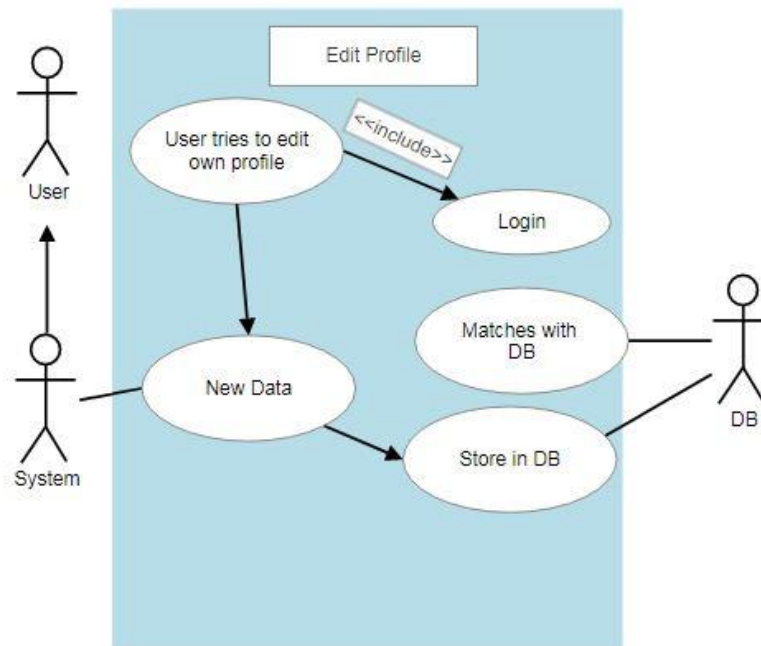 Edit Profile
User tries to edit
own profile
<<include>>
User
Login
Matches with
DB
New Data
DB
Store in DB
System